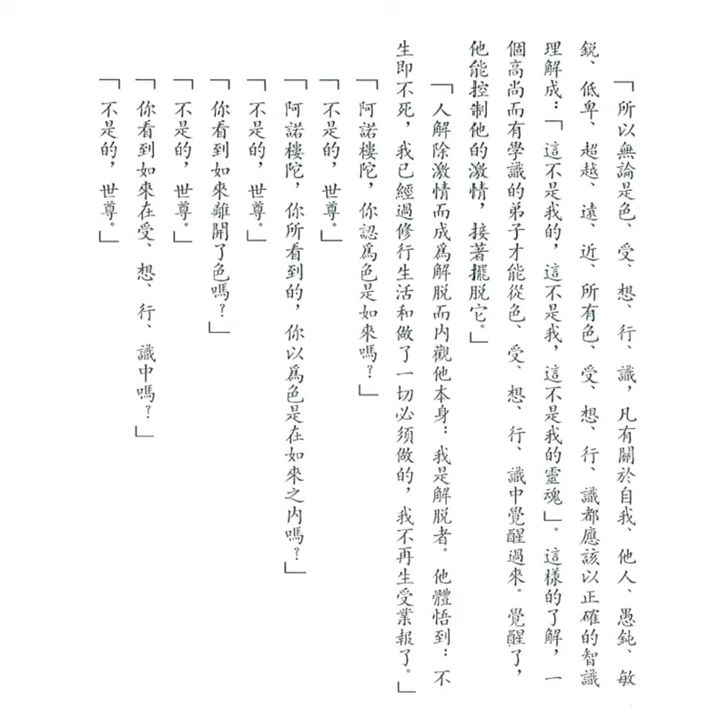 「所以無論是色、受、想、行、識，凡有關於自我、他人、愚鈍、敏
銳、低卑、超越、遠、近、所有色、受、想、行、識都應該以正確的智識
理解成：「這不是我的，這不是我，這不是我的靈魂」。這樣的了解，一
個高尚而有學識的弟子才能從色、受、想、行、識中覺醒過來。覺醒了，
他能控制他的激情，接著擺脱它。」
「人解除激情而成爲解脱而内觀他本身：我是解脱者。他體悟到：不
生即不死，我已經過修行生活和做了一切必須做的，我不再生受業報了。」
「阿諾樓陀，你認爲色是如來嗎？」
「不是的，世尊。」
「阿諾樓陀，你所看到的，你以爲色是在如來之内嗎？」
「不是的，世尊。」
「你看到如來離開了色嗎？」
「不是的，世尊。」
「你看到如來在受、想、行、識中嗎？」
「不是的，世尊。」